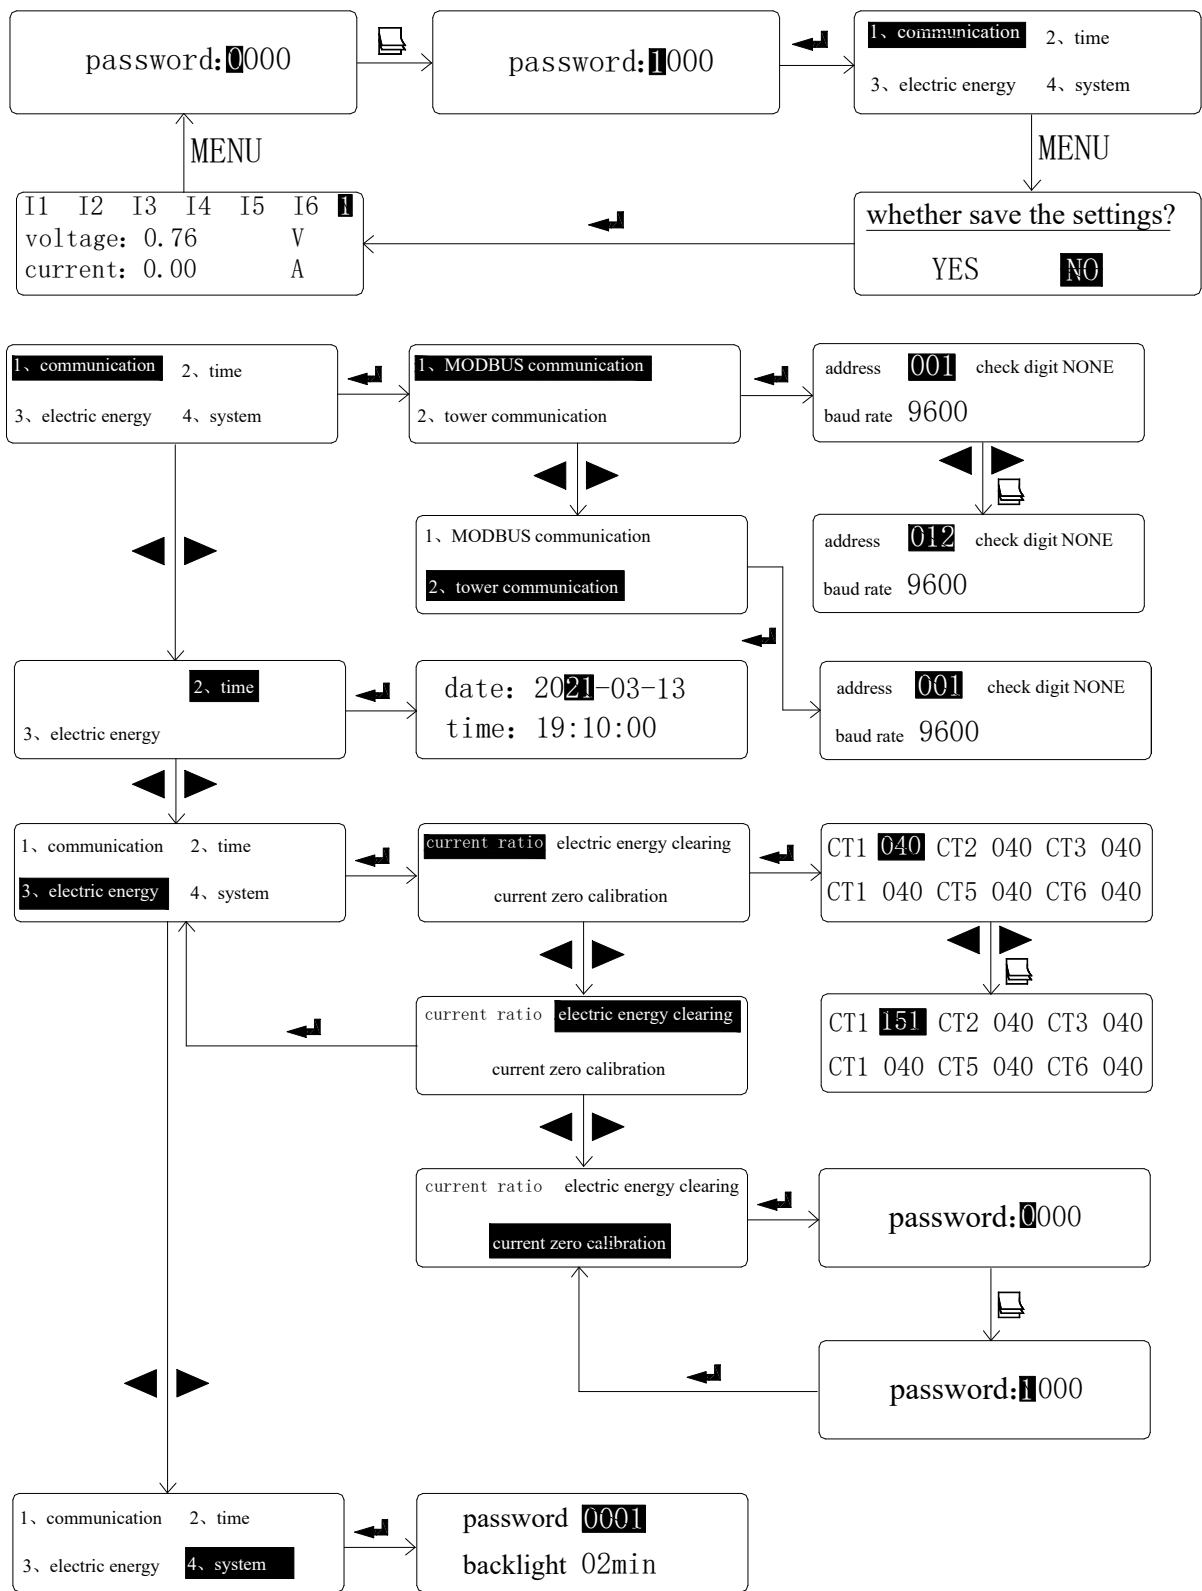 password:0000
password:1000
1、communication 2、time
3、electric energy 4、system
MENU
MENU
I1 I2 I3 I4 I5 I6 1
voltage: 0.76 V
current: 0.00 A
whether save the settings?
YES NO
1、communication 2、time
3、electric energy 4、system
1、MODBUS communication
2、tower communication
address 001 check digit NONE
baud rate 9600
1、MODBUS communication
2、tower communication
address 012 check digit NONE
baud rate 9600
2、time
3、electric energy
date: 2021-03-13
time: 19:10:00
address 001 check digit NONE
baud rate 9600
1、communication 2、time
3、electric energy 4、system
current ratio electric energy clearing
current zero calibration
CT1 040 CT2 040 CT3 040
CT1 040 CT5 040 CT6 040
current ratio electric energy clearing
current zero calibration
CT1 151 CT2 040 CT3 040
CT1 040 CT5 040 CT6 040
current ratio electric energy clearing
current zero calibration
password:0000
password:1000
1、communication 2、time
3、electric energy 4、system
password 0001
backlight 02min